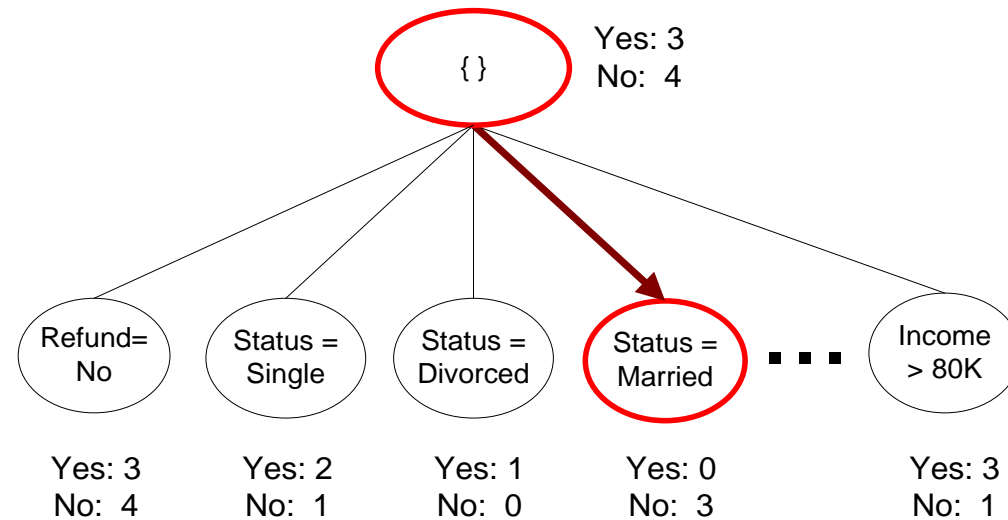 { }
Yes: 3
No: 4
Refund=
No
Status =
Single
Status =
Divorced
Status =
Married
Income
> 80K
Yes: 3
No: 4
Yes: 2
No: 1
Yes: 1
No: 0
Yes: 0
No: 3
Yes: 3
No: 1